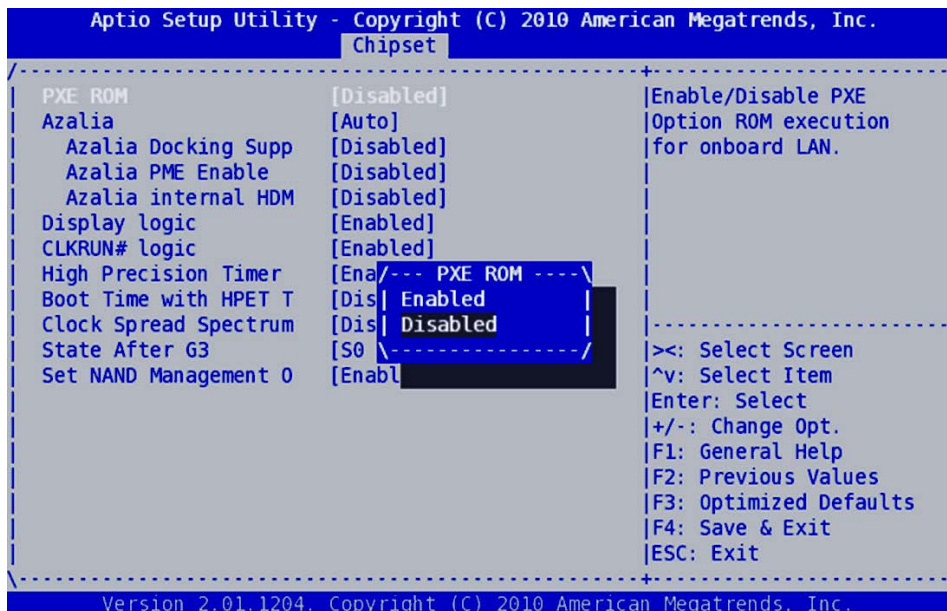 Aptio Setup Utility - Copyright (C) 2010 American Megatrends, Inc.
Chipset
PXE ROM [Disabled] Enable/Disable PXE
Azalia [Auto] Option ROM execution
Azalia Docking Supp [Disabled] for onboard LAN.
Azalia PME Enable [Disabled]
Azalia internal HDM [Disabled]
Display logic [Enabled]
CLKRUN# logic [Enabled]
High Precision Timer [Ena /--- PXE ROM ----\
Boot Time with HPET T [Dis| Enabled |
Clock Spread Spectrum [Dis| Disabled |
State After G3 [S0 \----------------/ ><: Select Screen
Set NAND Management O [Enabl ^v: Select Item
Enter: Select
+/-: Change Opt.
F1: General Help
F2: Previous Values
F3: Optimized Defaults
F4: Save & Exit
ESC: Exit
Version 2.01.1204. Copyright (C) 2010 American Megatrends, Inc.